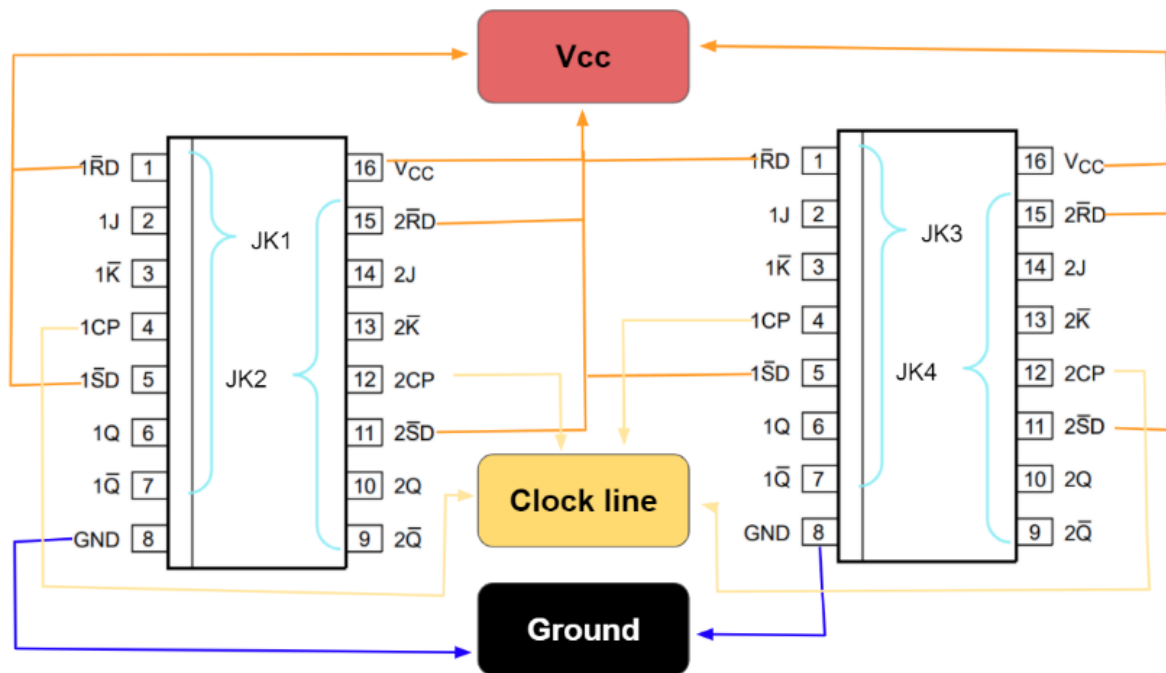 Vcc
1R̅D 1 16 VCC
1J 2 15 2R̅D
1K̅ 3 14 2J
1CP 4 13 2K̅
1S̅D 5 12 2CP
1Q 6 11 2S̅D
1Q̅ 7 10 2Q
GND 8 9 2Q̅
JK1
JK2
1R̅D 1 16 VCC
1J 2 15 2R̅D
1K̅ 3 14 2J
1CP 4 13 2K̅
1S̅D 5 12 2CP
1Q 6 11 2S̅D
1Q̅ 7 10 2Q
GND 8 9 2Q̅
JK3
JK4
Clock line
Ground